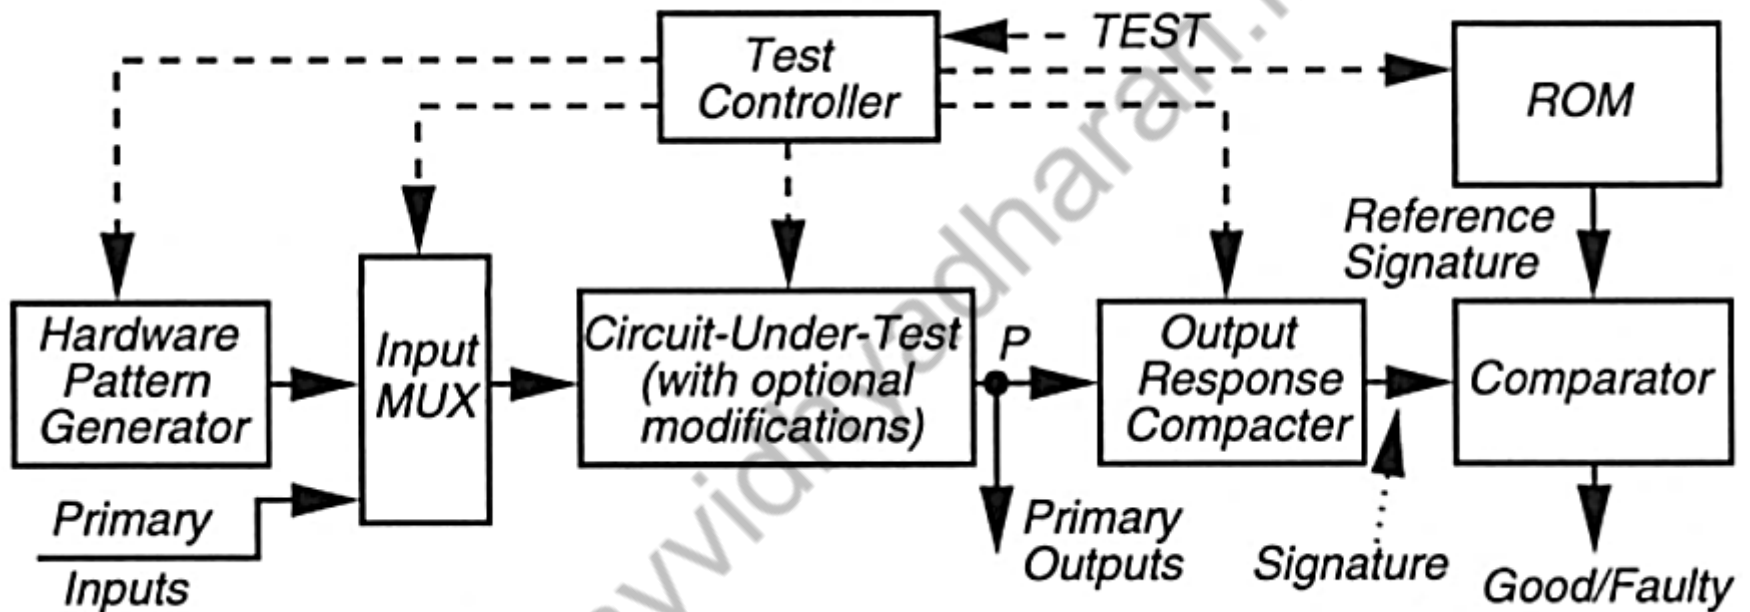 Test
Controller
TEST
ROM
Reference
Signature
Hardware
Pattern
Generator
Input
MUX
Circuit-Under-Test
(with optional
modifications)
P
Output
Response
Compacter
Comparator
Primary
Inputs
Primary
Outputs
Signature
Good/Faulty